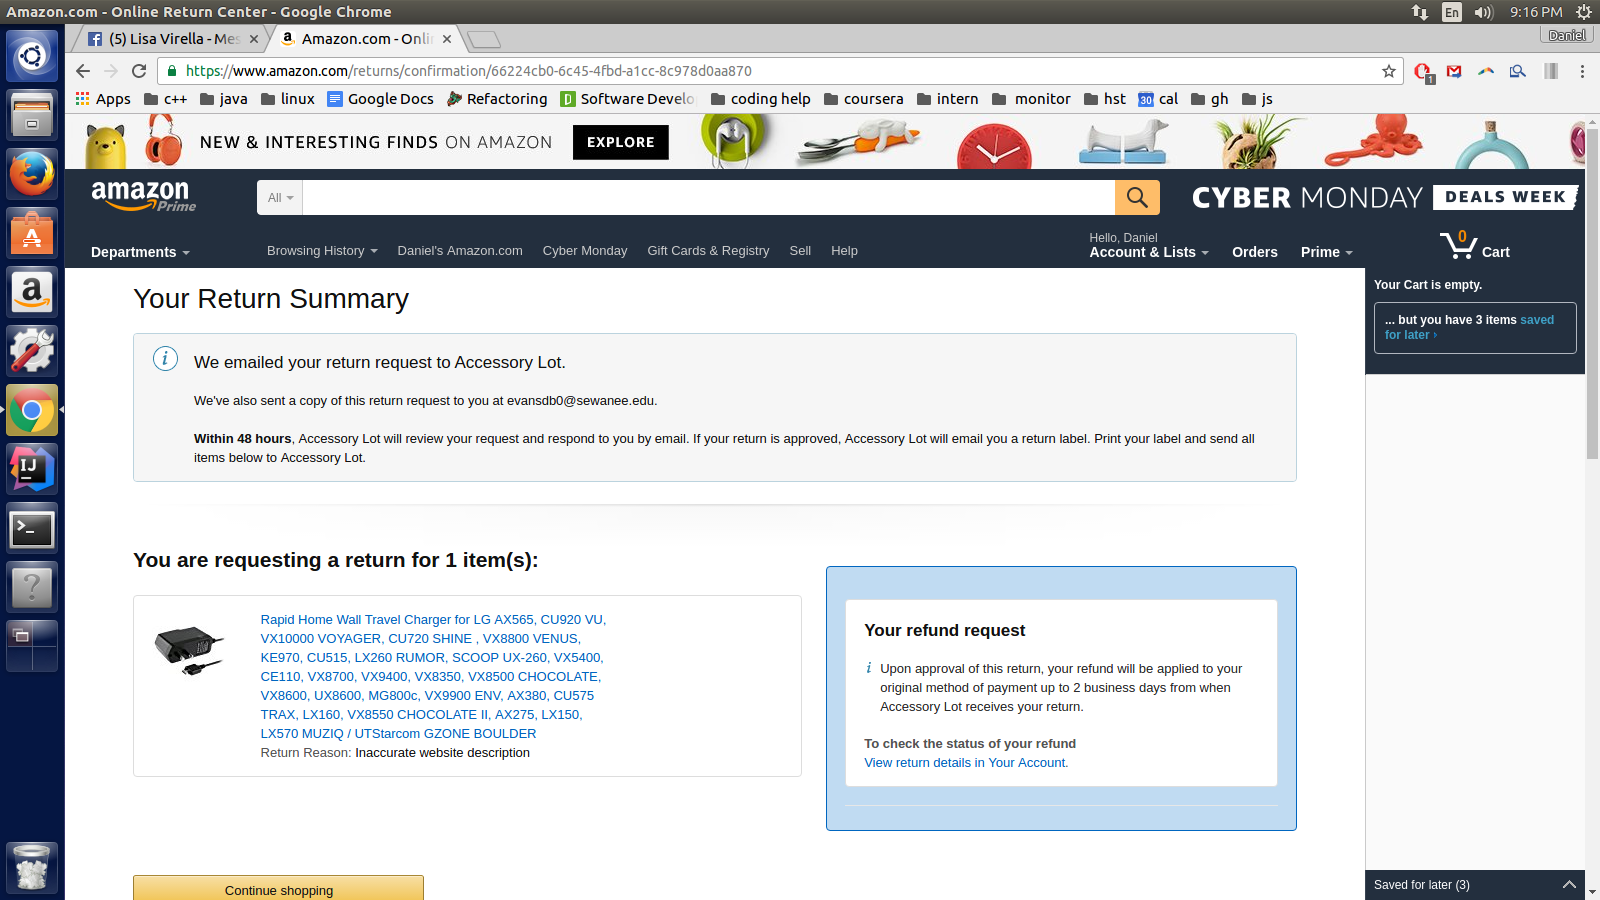 Amazon.com - Online Return Center - Google Chrome
En
9:16 PM
(5) Lisa Virella - Mes
Amazon.com - Onli
Daniel
https://www.amazon.com/returns/confirmation/66224cb0-6c45-4fbd-a1cc-8c978d0aa870
1
Apps c++ java linux Google Docs Refactoring Software Develo coding help coursera intern monitor hst 30 cal gh js
NEW & INTERESTING FINDS ON AMAZON EXPLORE
amazon Prime
All
CYBER MONDAY DEALS WEEK
Departments
Browsing History Daniel's Amazon.com Cyber Monday Gift Cards & Registry Sell Help
Hello, Daniel
Account & Lists Orders Prime
0 Cart
Your Cart is empty.
... but you have 3 items saved
for later
Your Return Summary
We emailed your return request to Accessory Lot.
We've also sent a copy of this return request to you at evansdb0@sewanee.edu.
Within 48 hours, Accessory Lot will review your request and respond to you by email. If your return is approved, Accessory Lot will email you a return label. Print your label and send all
items below to Accessory Lot.
You are requesting a return for 1 item(s):
Rapid Home Wall Travel Charger for LG AX565, CU920 VU,
VX10000 VOYAGER, CU720 SHINE , VX8800 VENUS,
KE970, CU515, LX260 RUMOR, SCOOP UX-260, VX5400,
CE110, VX8700, VX9400, VX8350, VX8500 CHOCOLATE,
VX8600, UX8600, MG800c, VX9900 ENV, AX380, CU575
TRAX, LX160, VX8550 CHOCOLATE II, AX275, LX150,
LX570 MUZIQ / UTStarcom GZONE BOULDER
Return Reason: Inaccurate website description
Your refund request
i Upon approval of this return, your refund will be applied to your
original method of payment up to 2 business days from when
Accessory Lot receives your return.
To check the status of your refund
View return details in Your Account.
Continue shopping
Saved for later (3)